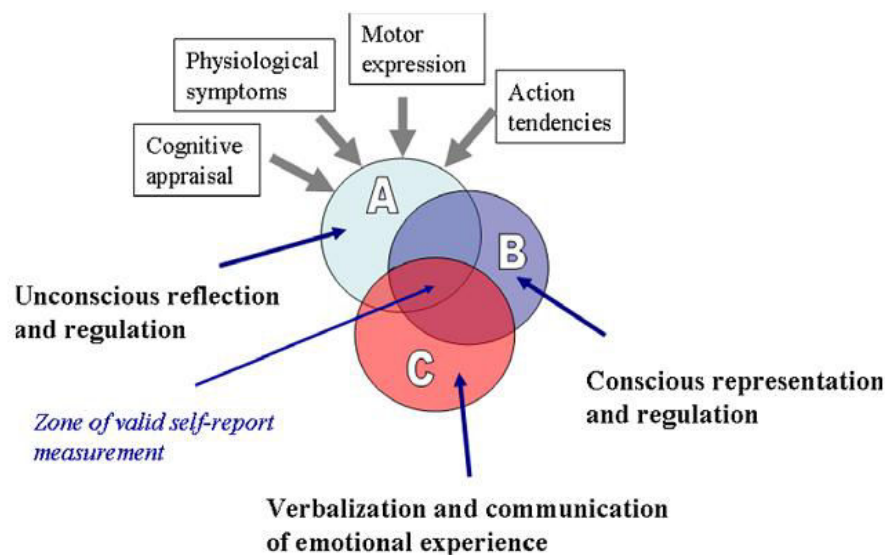 Motor
expression
Physiological
symptoms
Action
tendencies
Cognitive
appraisal
A
B
C
Unconscious reflection
and regulation
Zone of valid self-report
measurement
Conscious representation
and regulation
Verbalization and communication
of emotional experience